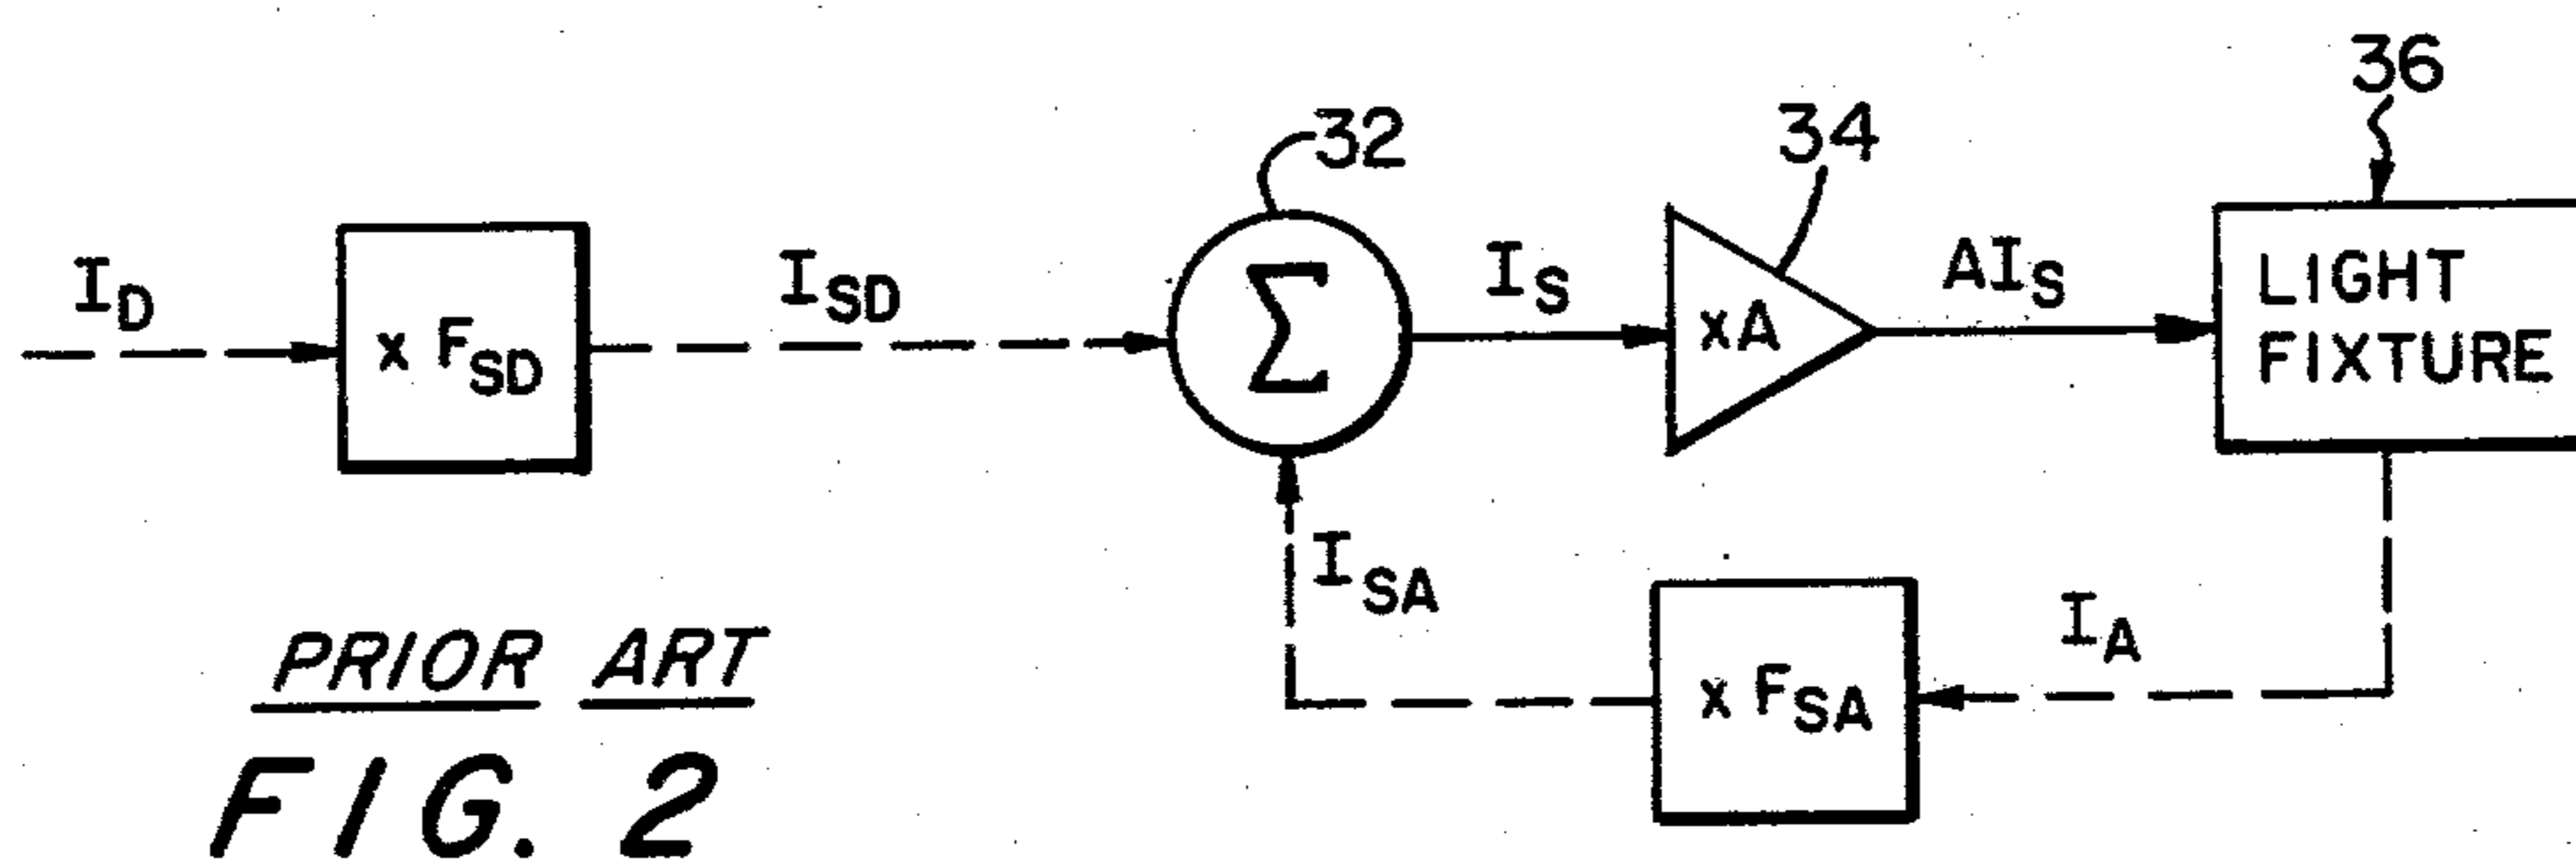 36
32
34
I_D
x F_SD
I_SD
Σ
I_S
xA
AI_S
LIGHT
FIXTURE
I_SA
x F_SA
I_A
PRIOR ART
FIG. 2